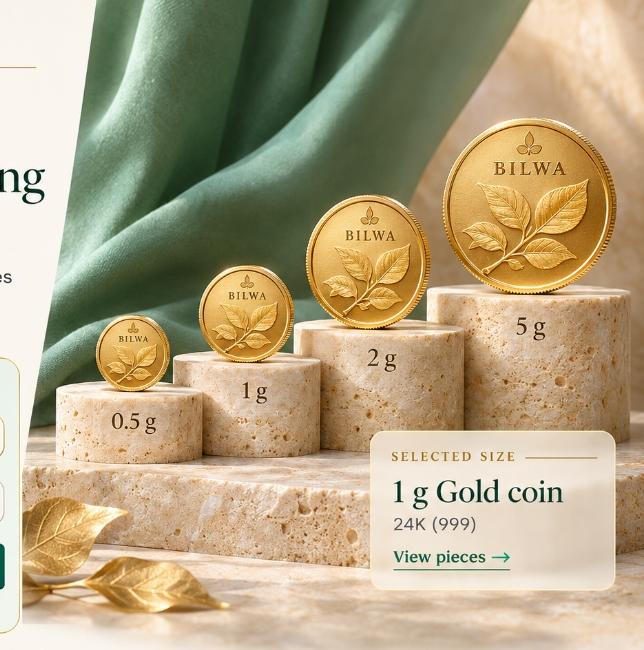 ng
es
BILWA
BILWA
BILWA
BILWA
0.5 g
1 g
2 g
5 g
SELECTED SIZE
1 g Gold coin
24K (999)
View pieces →